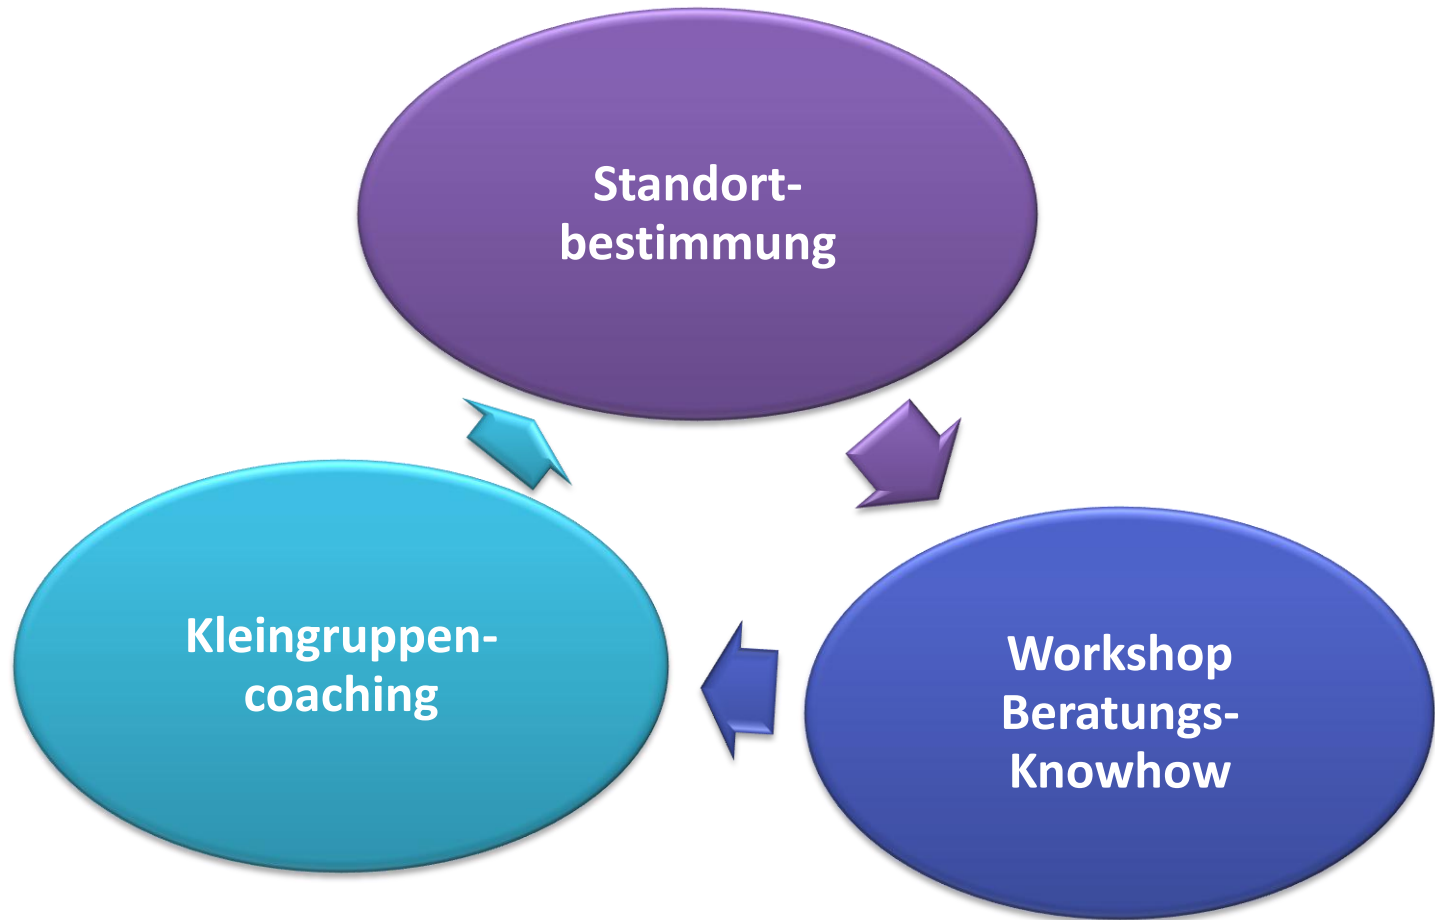 Standort-
bestimmung
Kleingruppen-
coaching
Workshop
Beratungs-
Knowhow